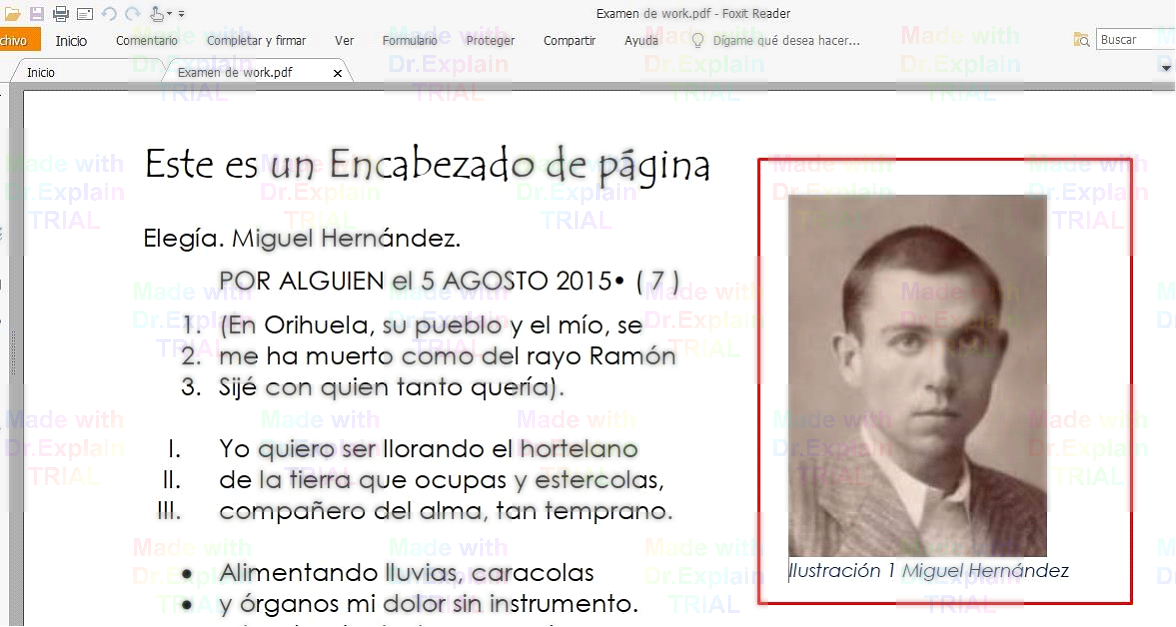 Examen de work.pdf - Foxit Reader
chivo Inicio Comentario Completar y firmar Ver Formulario Proteger Compartir Ayuda Dígame qué desea hacer... Buscar
Inicio Examen de work.pdf x
Este es un Encabezado de página
Elegía. Miguel Hernández.
POR ALGUIEN el 5 AGOSTO 2015• ( 7 )
1. (En Orihuela, su pueblo y el mío, se
2. me ha muerto como del rayo Ramón
3. Sijé con quien tanto quería).
I. Yo quiero ser llorando el hortelano
II. de la tierra que ocupas y estercolas,
III. compañero del alma, tan temprano.
• Alimentando lluvias, caracolas
• y órganos mi dolor sin instrumento.
Ilustración 1 Miguel Hernández
Made with
Dr.Explain
TRIAL